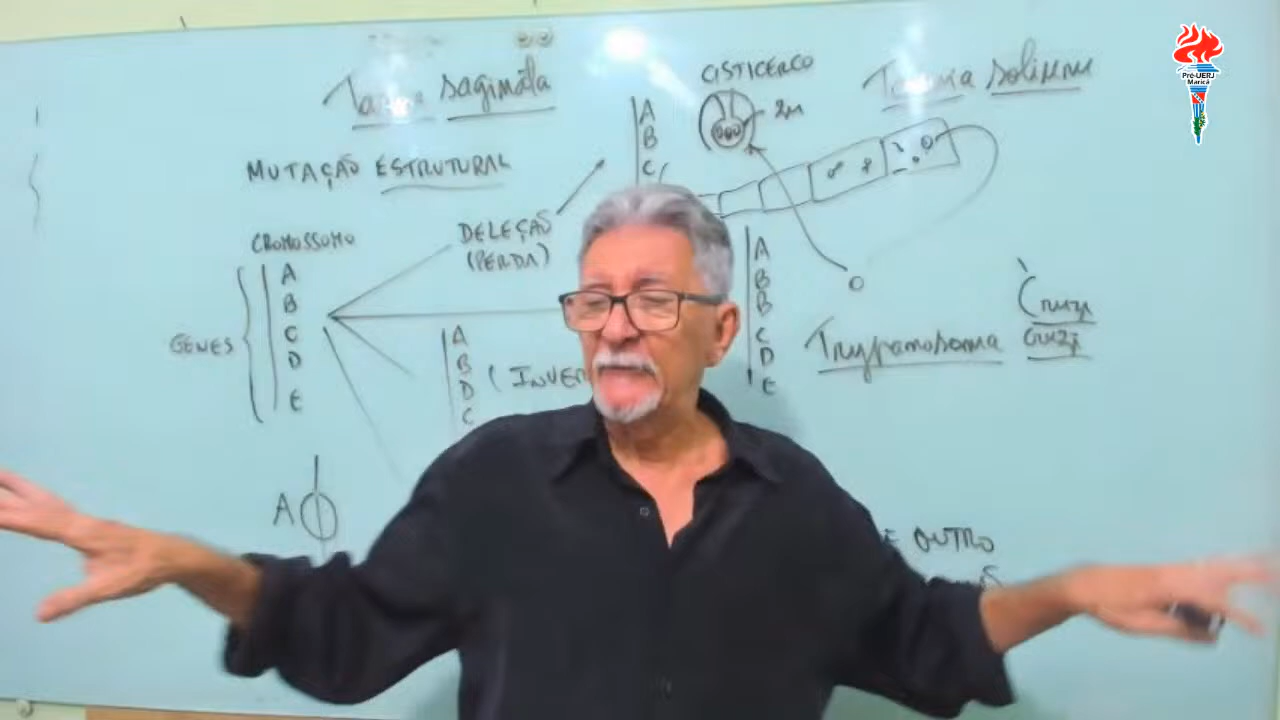 Taenia saginata
CISTICERCO
Taenia Solium
Pré-UERJ
Maricá
MUTAÇÃO ESTRUTURAL
A
B
C
2n
CROMOSSOMO
DELEÇÃO
(PERDA)
GENES
A
B
C
D
E
A
B
D
C
(INVER
A
B
B
C
D
E
Trypanosoma Cruzi
cruzi
A
E OUTRO